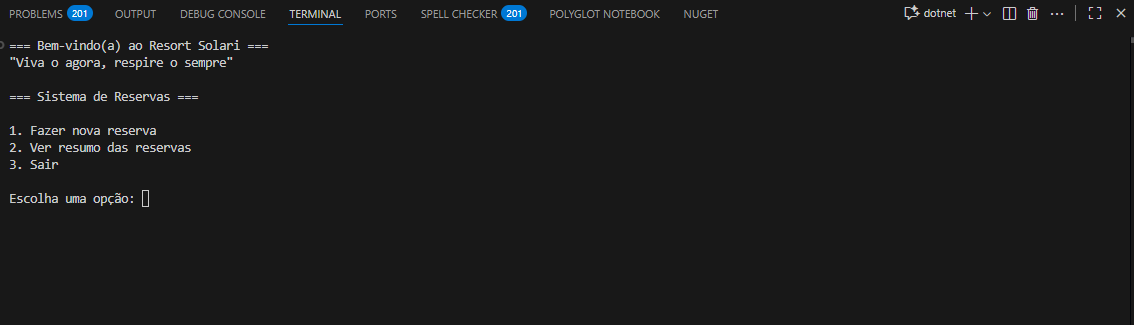 PROBLEMS 201 OUTPUT DEBUG CONSOLE TERMINAL PORTS SPELL CHECKER 201 POLYGLOT NOTEBOOK NUGET dotnet
=== Bem-vindo(a) ao Resort Solari ===
"Viva o agora, respire o sempre"
=== Sistema de Reservas ===
1. Fazer nova reserva
2. Ver resumo das reservas
3. Sair
Escolha uma opção: